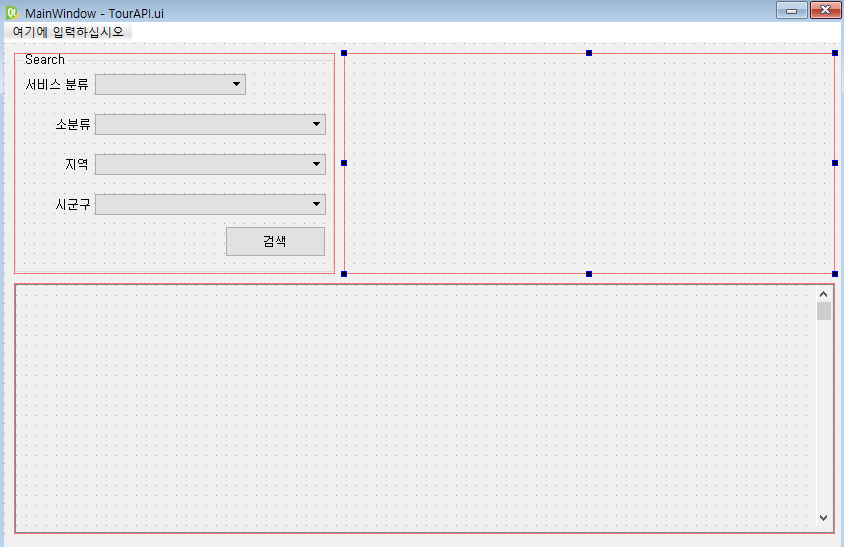 MainWindow - TourAPI.ui
여기에 입력하십시오
Search
서비스 분류
소분류
지역
시군구
검색